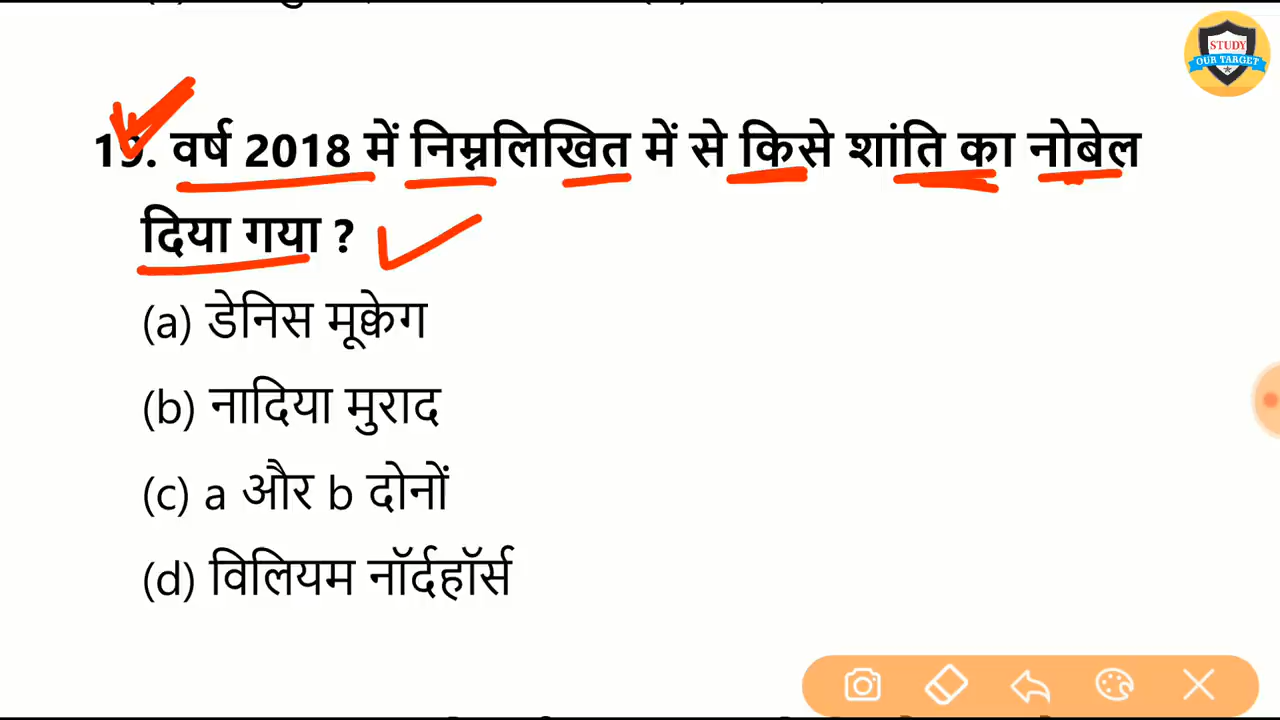 STUDY
OUR TARGET
19. वर्ष 2018 में निम्नलिखित में से किसे शांति का नोबेल
दिया गया ?
(a) डेनिस मूक्वेग
(b) नादिया मुराद
(c) a और b दोनों
(d) विलियम नॉर्दहॉर्स